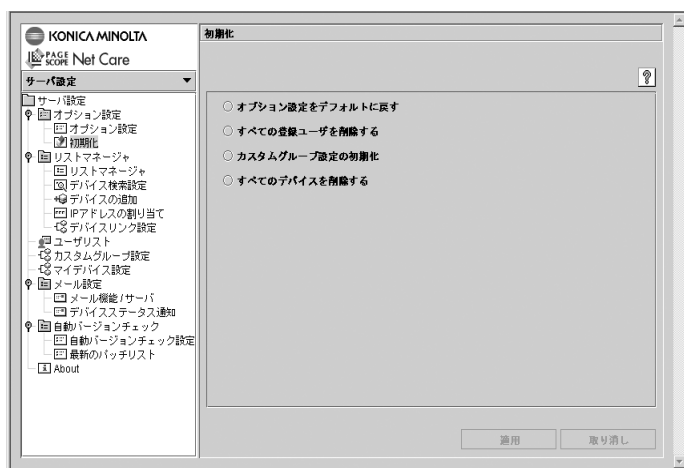 KONICA MINOLTA
PAGE SCOPE Net Care
サーバ設定
サーバ設定
オプション設定
オプション設定
初期化
リストマネージャ
リストマネージャ
デバイス検索設定
デバイスの追加
IPアドレスの割り当て
デバイスリンク設定
ユーザリスト
カスタムグループ設定
マイデバイス設定
メール設定
メール機能/サーバ
デバイスステータス通知
自動バージョンチェック
自動バージョンチェック設定
最新のパッチリスト
About
初期化
?
オプション設定をデフォルトに戻す
すべての登録ユーザを削除する
カスタムグループ設定の初期化
すべてのデバイスを削除する
適用
取り消し